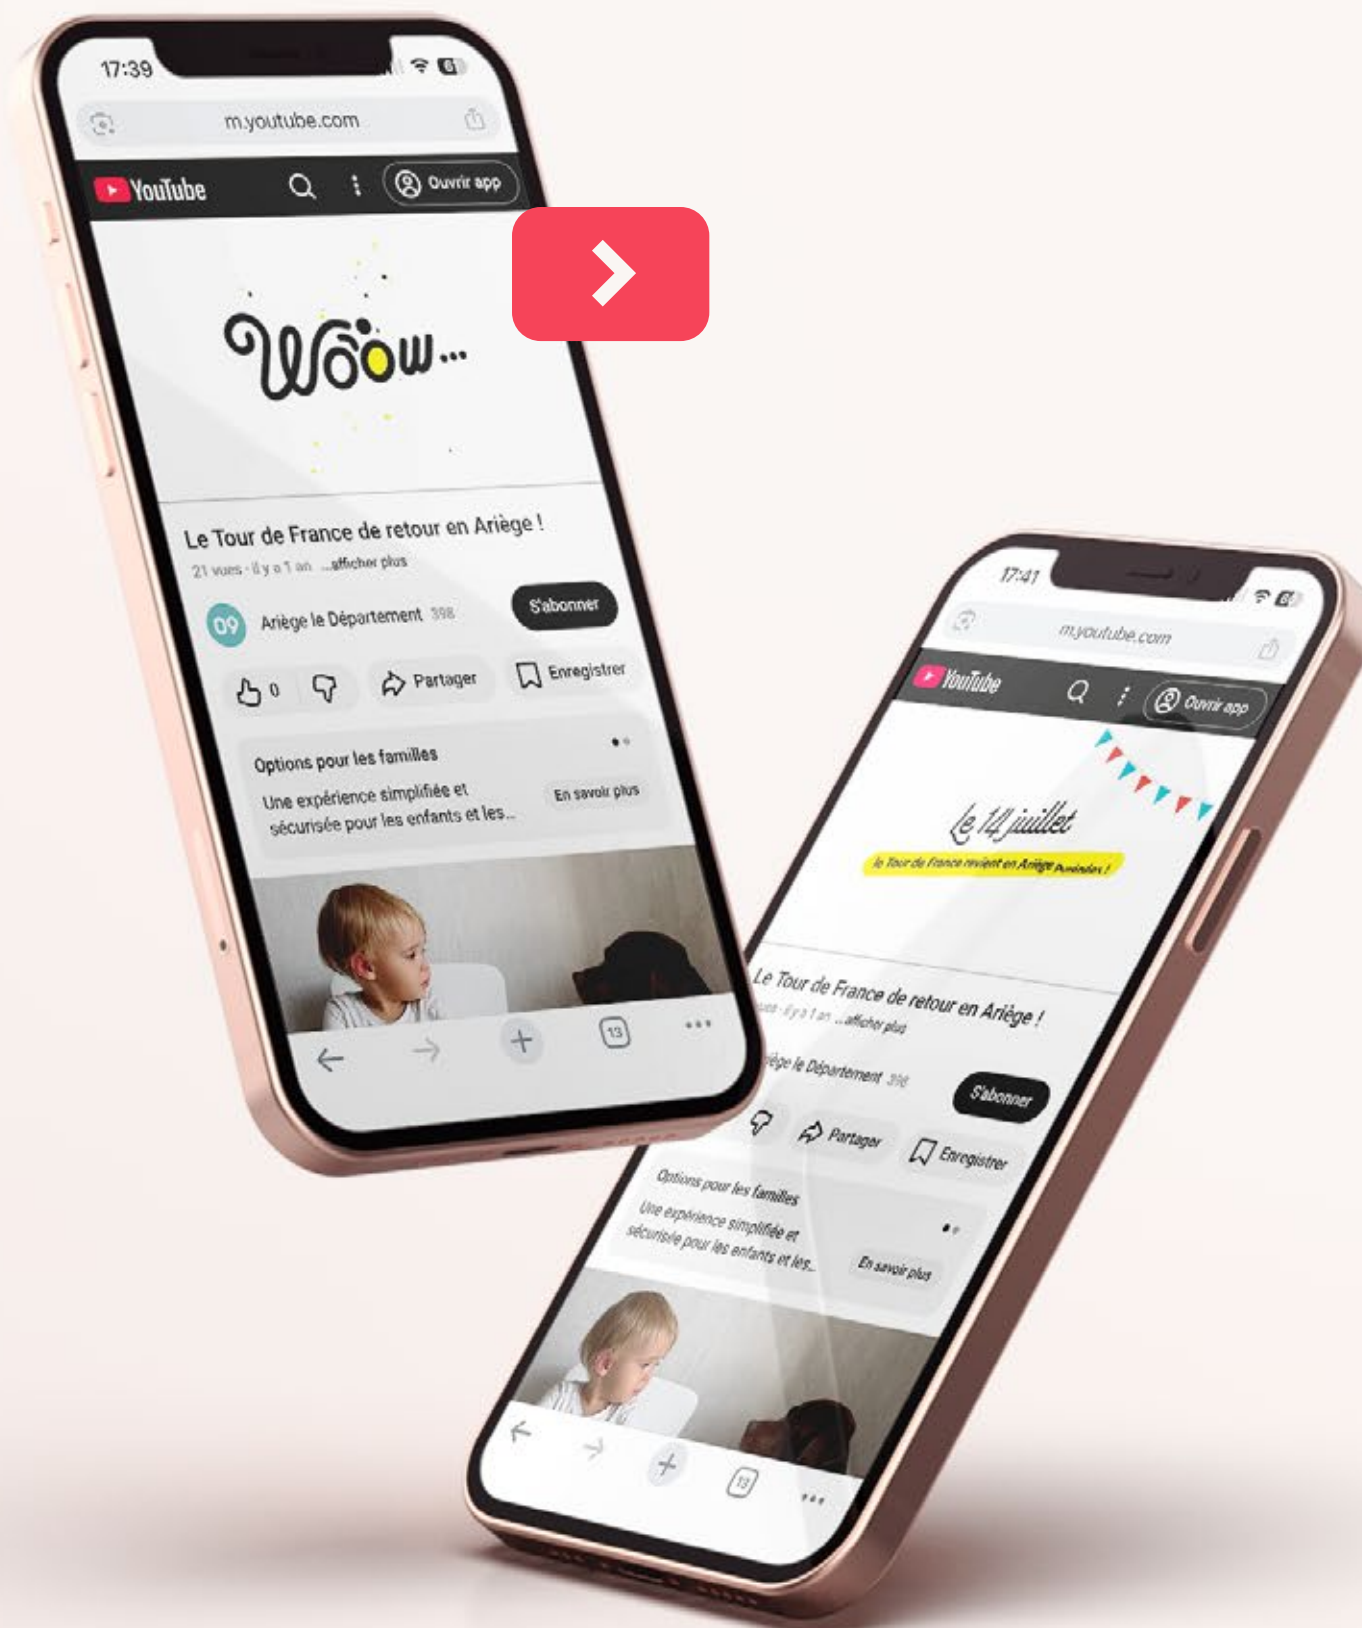 17:39
m.youtube.com
YouTube
Ouvrir app
Wööw...
Le Tour de France de retour en Ariège !
21 vues · il y a 1 an ...afficher plus
09
Ariège le Département 398
S'abonner
0
Partager
Enregistrer
Options pour les familles
Une expérience simplifiée et
sécurisée pour les enfants et les...
En savoir plus
13
17:41
m.youtube.com
YouTube
Ouvrir app
le 14 juillet
le Tour de France revient en Ariège Pyrénées !
Le Tour de France de retour en Ariège !
il y a 1 an ...afficher plus
le Département 398
S'abonner
Partager
Enregistrer
Options pour les familles
Une expérience simplifiée et
sécurisée pour les enfants et les...
En savoir plus
13